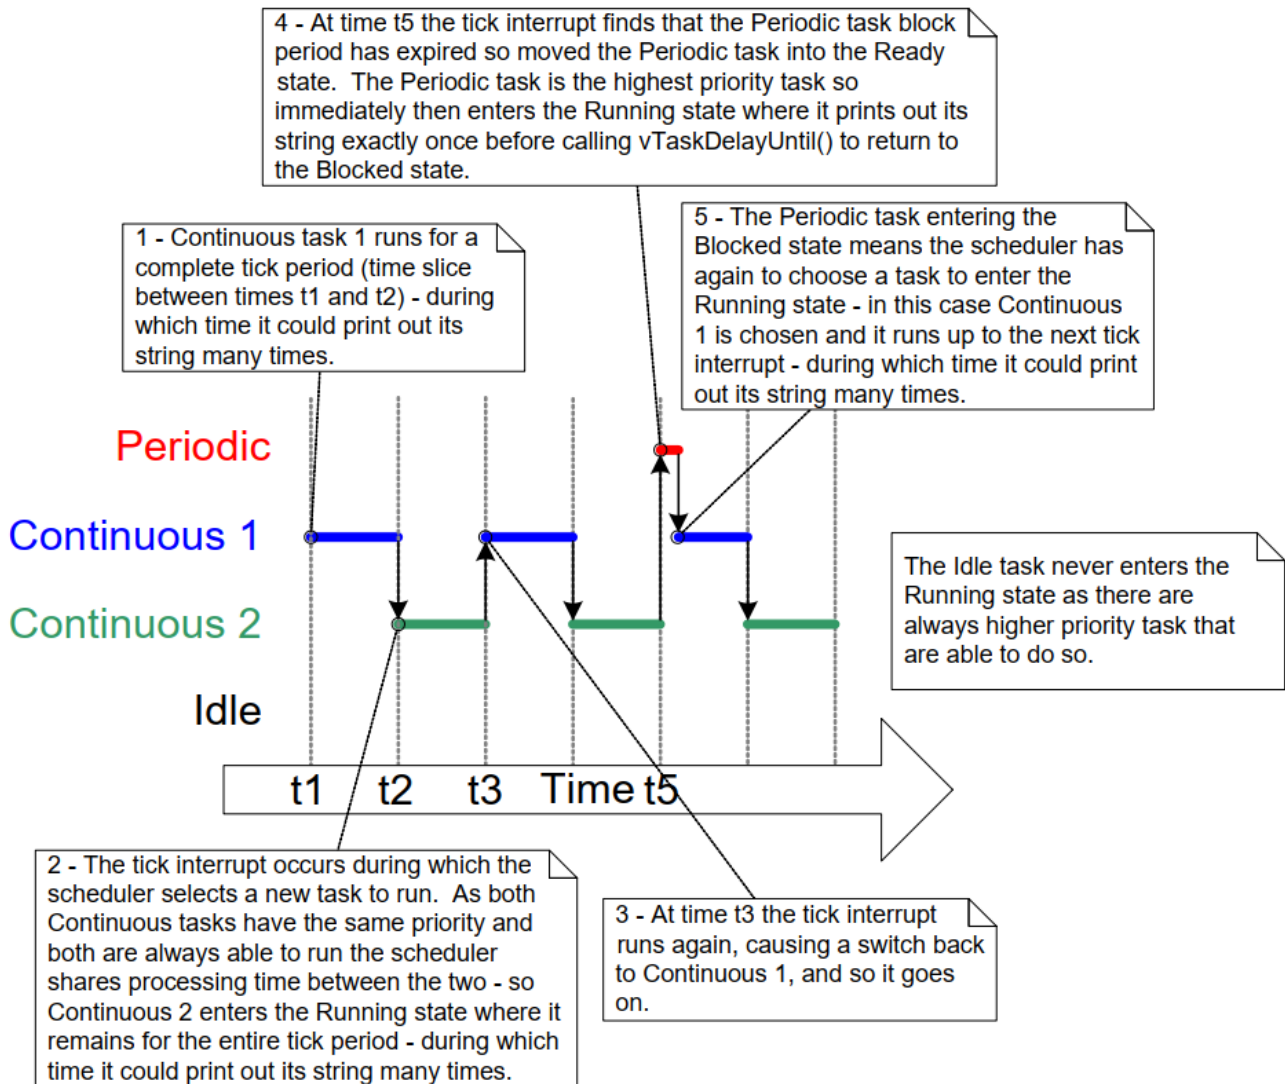 4 - At time t5 the tick interrupt finds that the Periodic task block
period has expired so moved the Periodic task into the Ready
state. The Periodic task is the highest priority task so
immediately then enters the Running state where it prints out its
string exactly once before calling vTaskDelayUntil() to return to
the Blocked state.
1 - Continuous task 1 runs for a
complete tick period (time slice
between times t1 and t2) - during
which time it could print out its
string many times.
5 - The Periodic task entering the
Blocked state means the scheduler has
again to choose a task to enter the
Running state - in this case Continuous
1 is chosen and it runs up to the next tick
interrupt - during which time it could print
out its string many times.
Periodic
Continuous 1
Continuous 2
Idle
The Idle task never enters the
Running state as there are
always higher priority task that
are able to do so.
t1 t2 t3 Time t5
2 - The tick interrupt occurs during which the
scheduler selects a new task to run. As both
Continuous tasks have the same priority and
both are always able to run the scheduler
shares processing time between the two - so
Continuous 2 enters the Running state where it
remains for the entire tick period - during which
time it could print out its string many times.
3 - At time t3 the tick interrupt
runs again, causing a switch back
to Continuous 1, and so it goes
on.